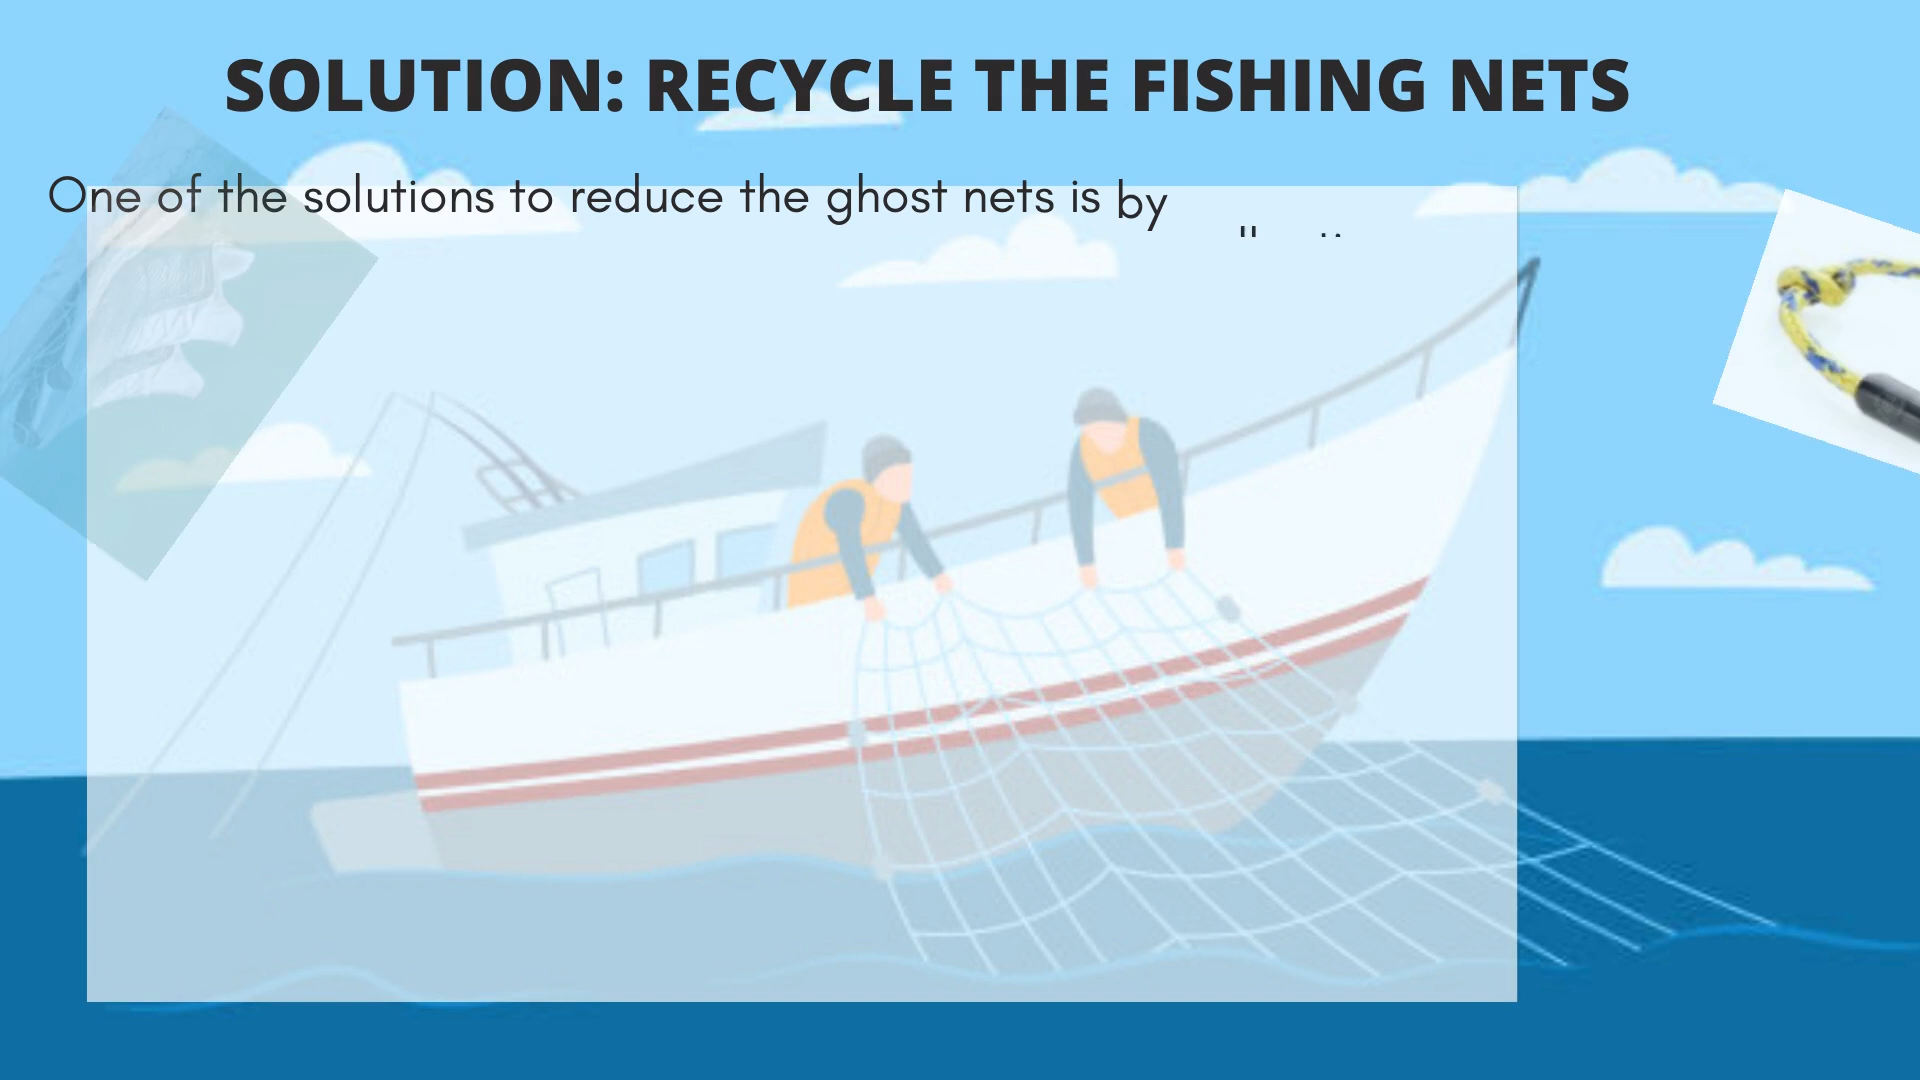 SOLUTION: RECYCLE THE FISHING NETS
One of the solutions to reduce the ghost nets is by